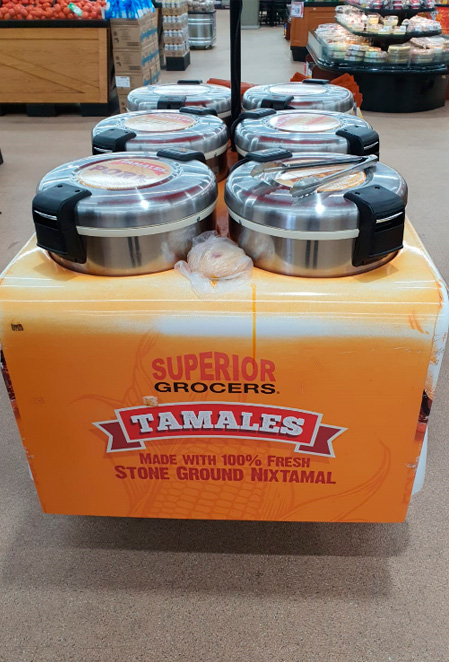 SUPERIOR
GROCERS.
TAMALES
MADE WITH 100% FRESH
STONE GROUND NIXTAMAL